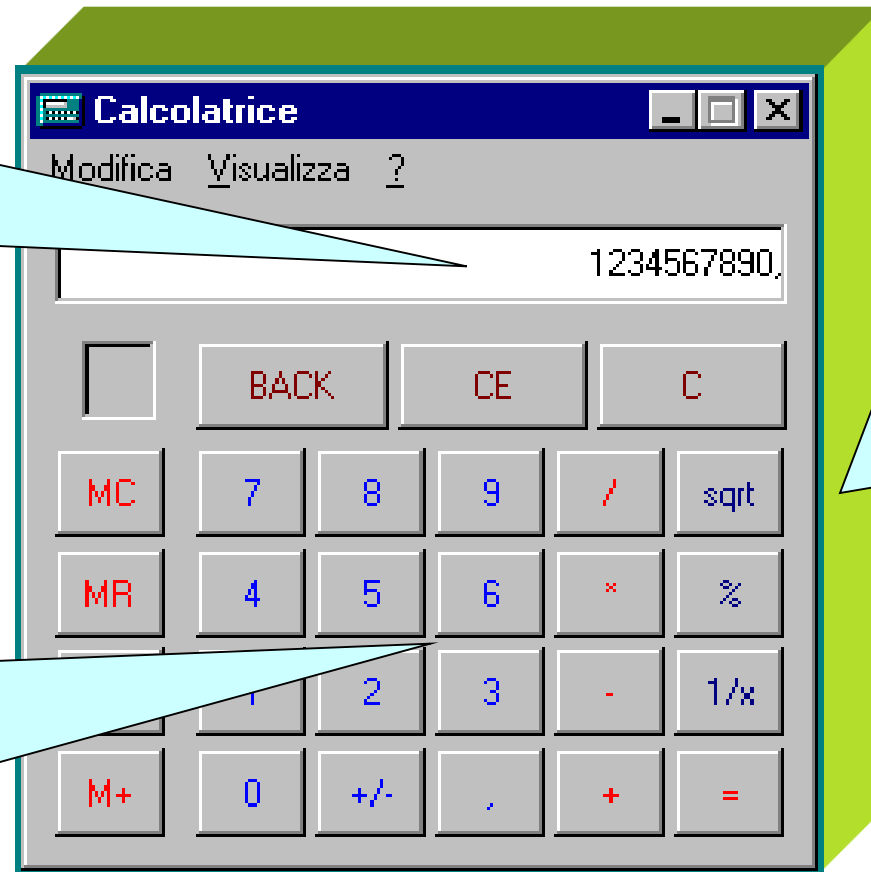 Calcolatrice
Modifica Visualizza ?
1234567890,
BACK CE C
MC 7 8 9 / sqrt
MR 4 5 6 * %
2 3 - 1/x
M+ 0 +/- , + =